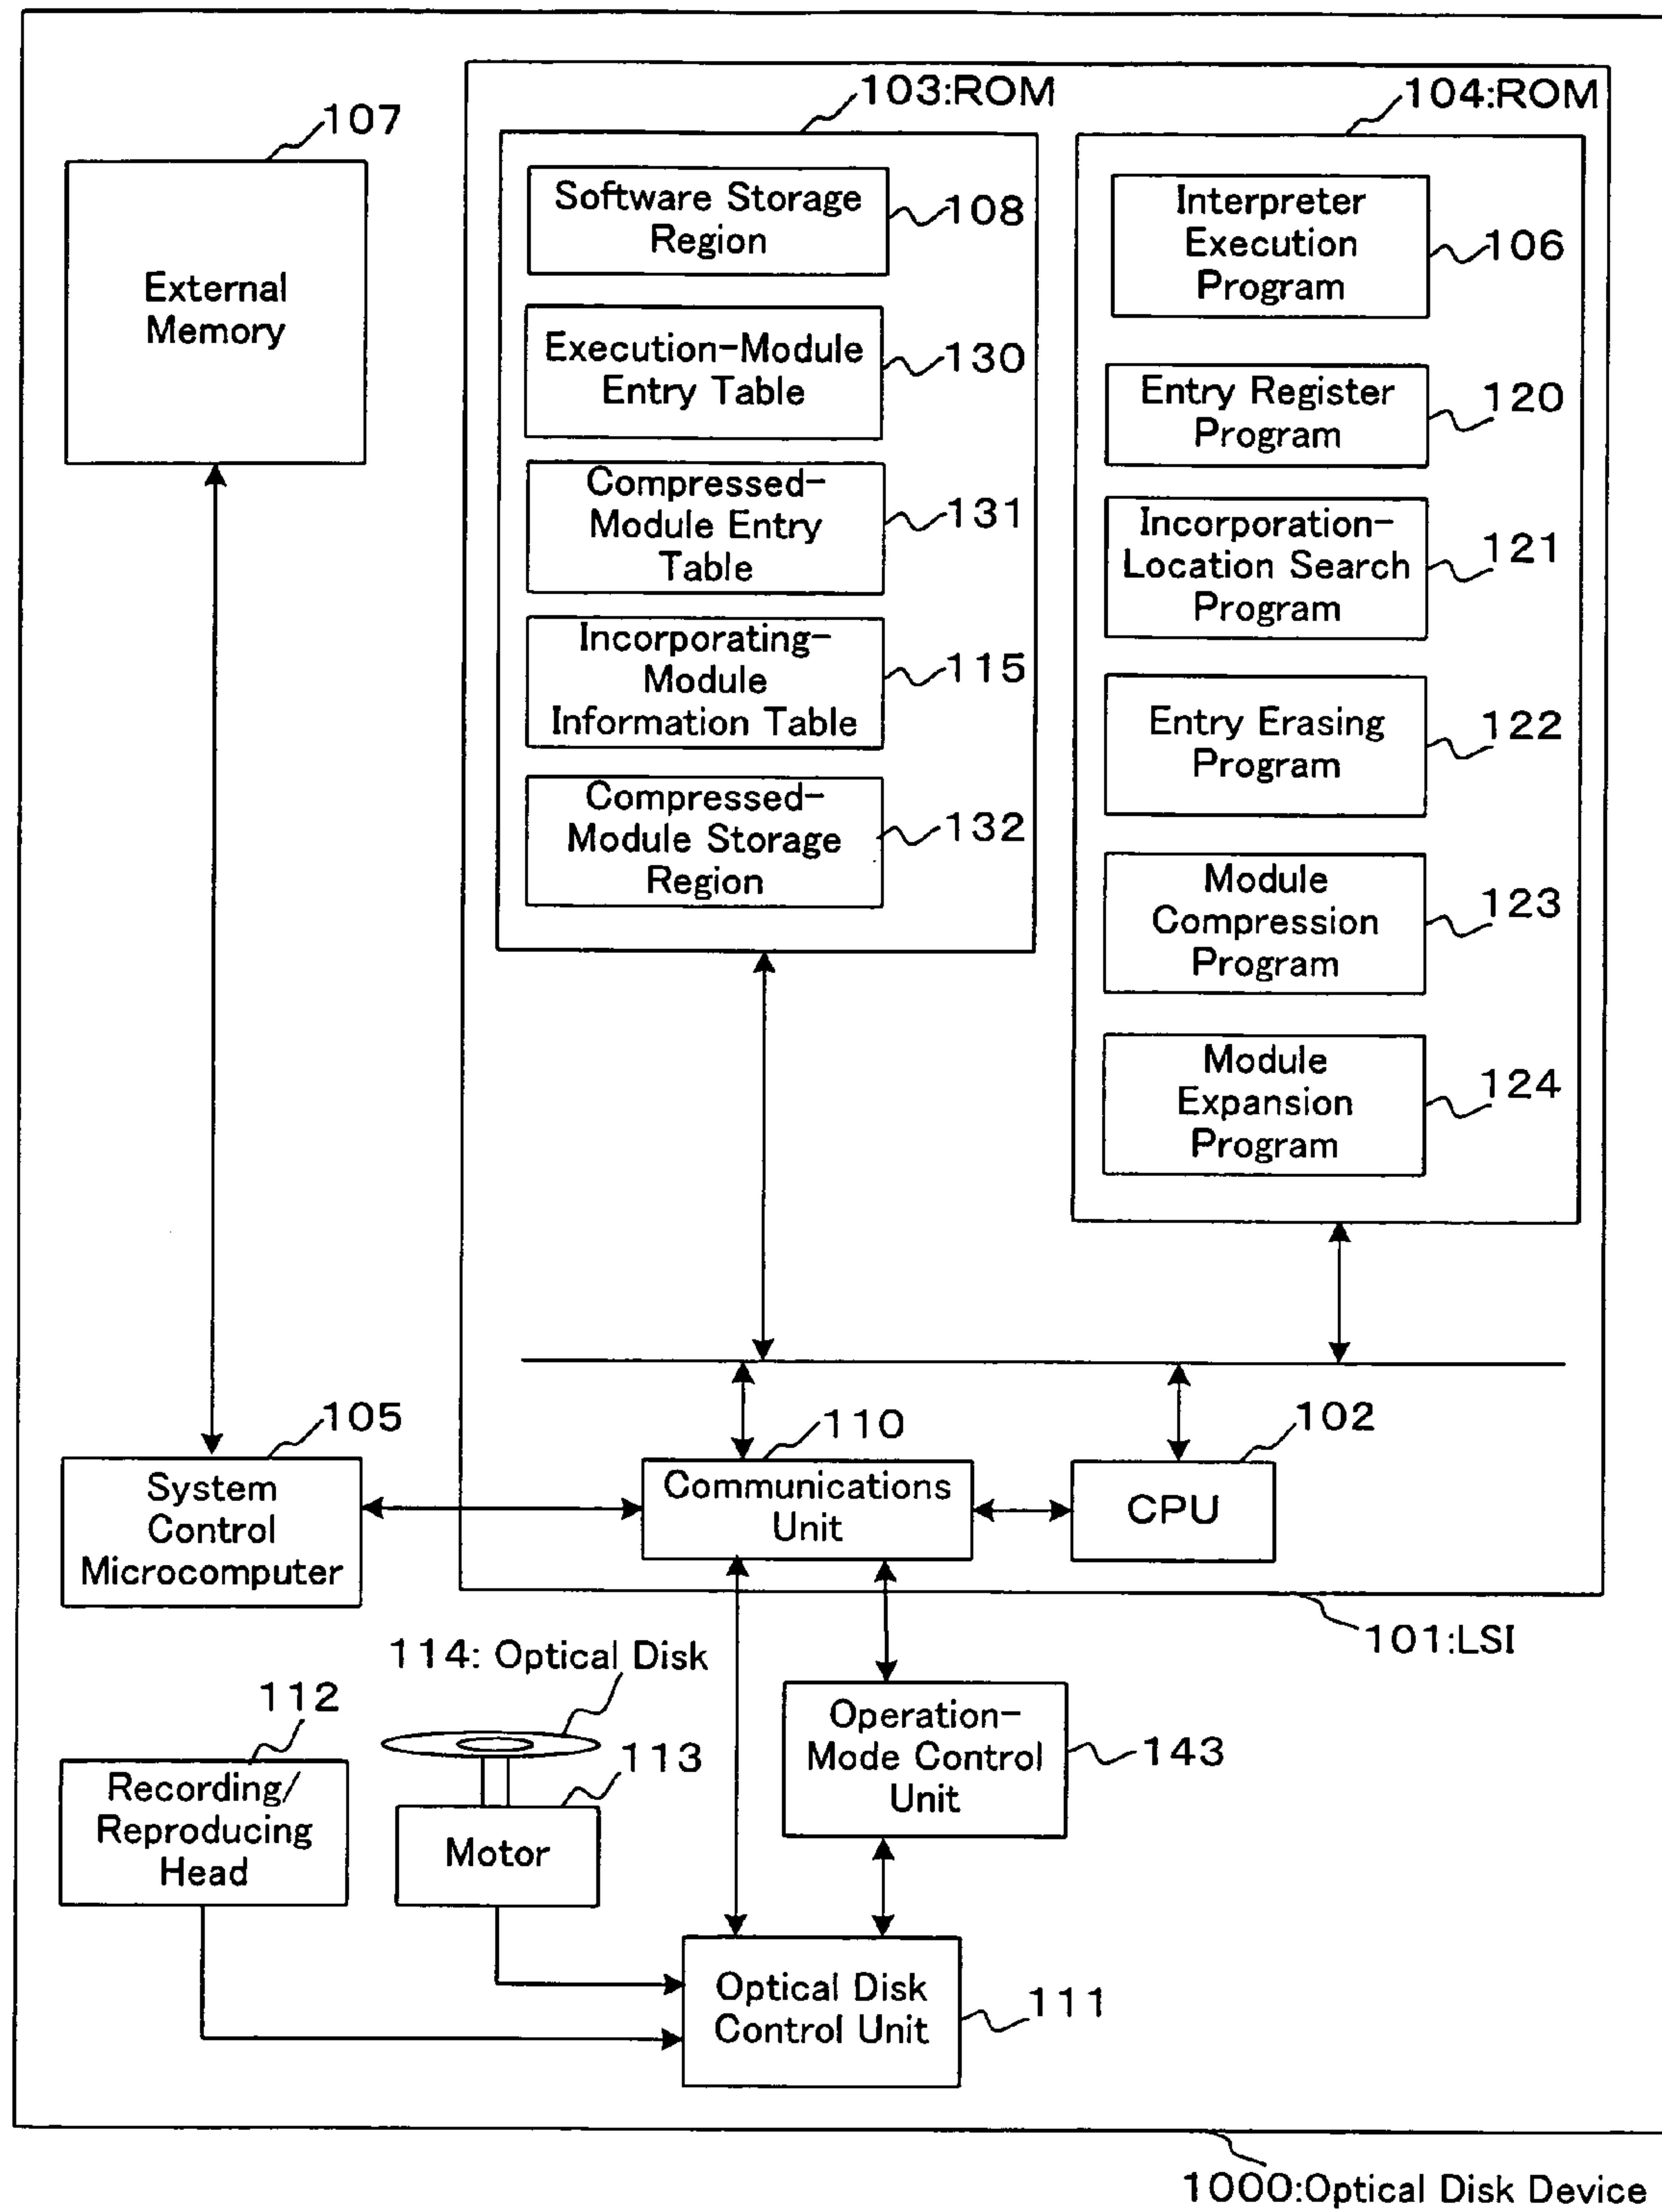 103:ROM
104:ROM
107
External
Memory
Software Storage
Region
108
Execution-Module
Entry Table
130
Compressed-
Module Entry
Table
131
Incorporating-
Module
Information Table
115
Compressed-
Module Storage
Region
132
Interpreter
Execution
Program
106
Entry Register
Program
120
Incorporation-
Location Search
Program
121
Entry Erasing
Program
122
Module
Compression
Program
123
Module
Expansion
Program
124
105
System
Control
Microcomputer
110
Communications
Unit
102
CPU
101:LSI
114: Optical Disk
112
Recording/
Reproducing
Head
113
Motor
Operation-
Mode Control
Unit
143
Optical Disk
Control Unit
111
1000:Optical Disk Device